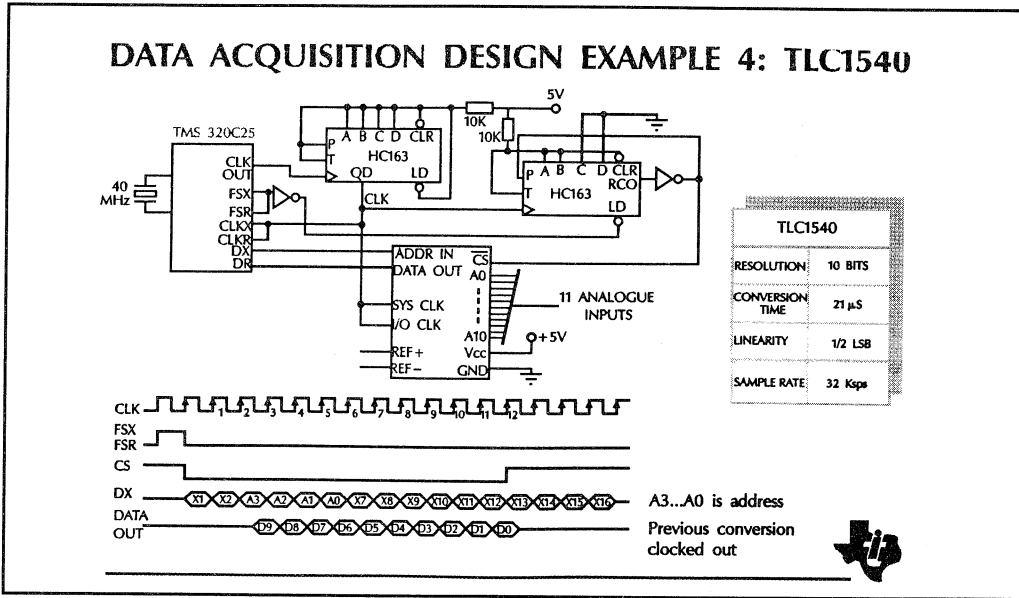 DATA ACQUISITION DESIGN EXAMPLE 4: TLC1540
5V
10K
10K
TMS 320C25
40
MHz
CLK
OUT
FSX
FSR
CLKX
CLKR
DX
DR
A B C D CLR
P
T
HC163
QD LD
CLK
A B C D CLR
P
RCO
T
HC163
LD
ADDR IN
DATA OUT
SYS CLK
I/O CLK
REF+
REF-
CS
A0
A10
Vcc
GND
11 ANALOGUE
INPUTS
+5V
TLC1540
RESOLUTION 10 BITS
CONVERSION
TIME 21 µS
LINEARITY 1/2 LSB
SAMPLE RATE 32 Ksps
CLK 1 2 3 4 5 6 7 8 9 10 11 12
FSX
FSR
CS
DX X1 X2 A3 A2 A1 A0 X7 X8 X9 X10 X11 X12 X13 X14 X15 X16 A3...A0 is address
DATA
OUT D9 D8 D7 D6 D5 D4 D3 D2 D1 D0
Previous conversion
clocked out